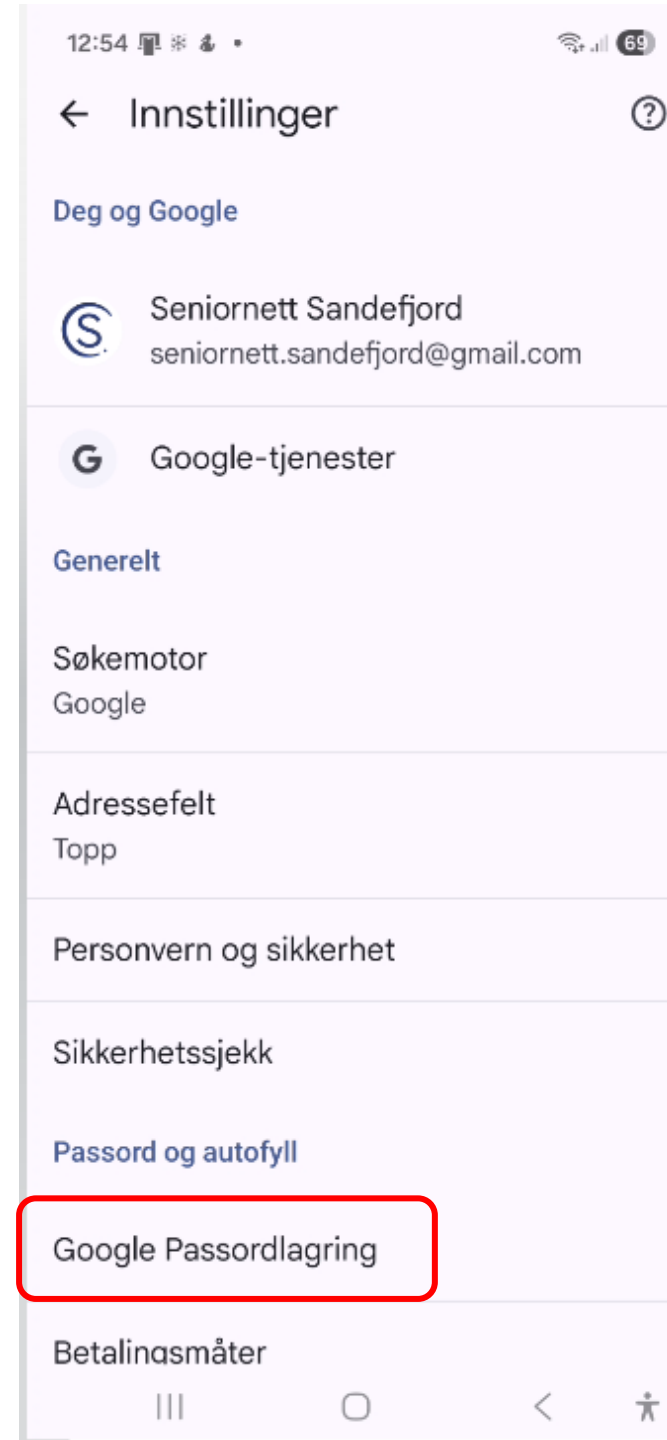 12:54
69
Innstillinger
Deg og Google
Seniornett Sandefjord
seniornett.sandefjord@gmail.com
G Google-tjenester
Generelt
Søkemotor
Google
Adressefelt
Topp
Personvern og sikkerhet
Sikkerhetssjekk
Passord og autofyll
Google Passordlagring
Betalingsmåter